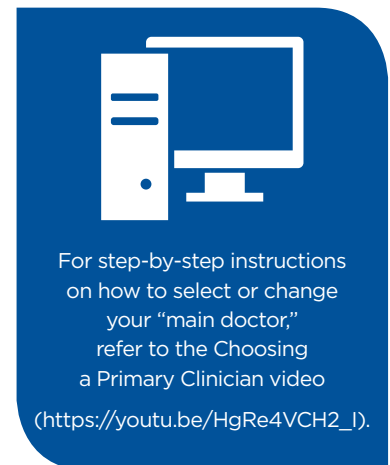 For step-by-step instructions
on how to select or change
your “main doctor,”
refer to the Choosing
a Primary Clinician video
(https://youtu.be/HgRe4VCH2_I).